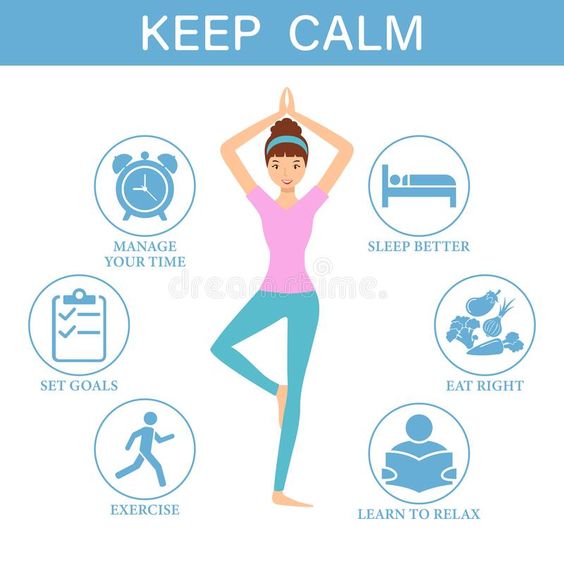 KEEP CALM
MANAGE
YOUR TIME
SLEEP BETTER
dreamstime
SET GOALS
EAT RIGHT
EXERCISE
LEARN TO RELAX